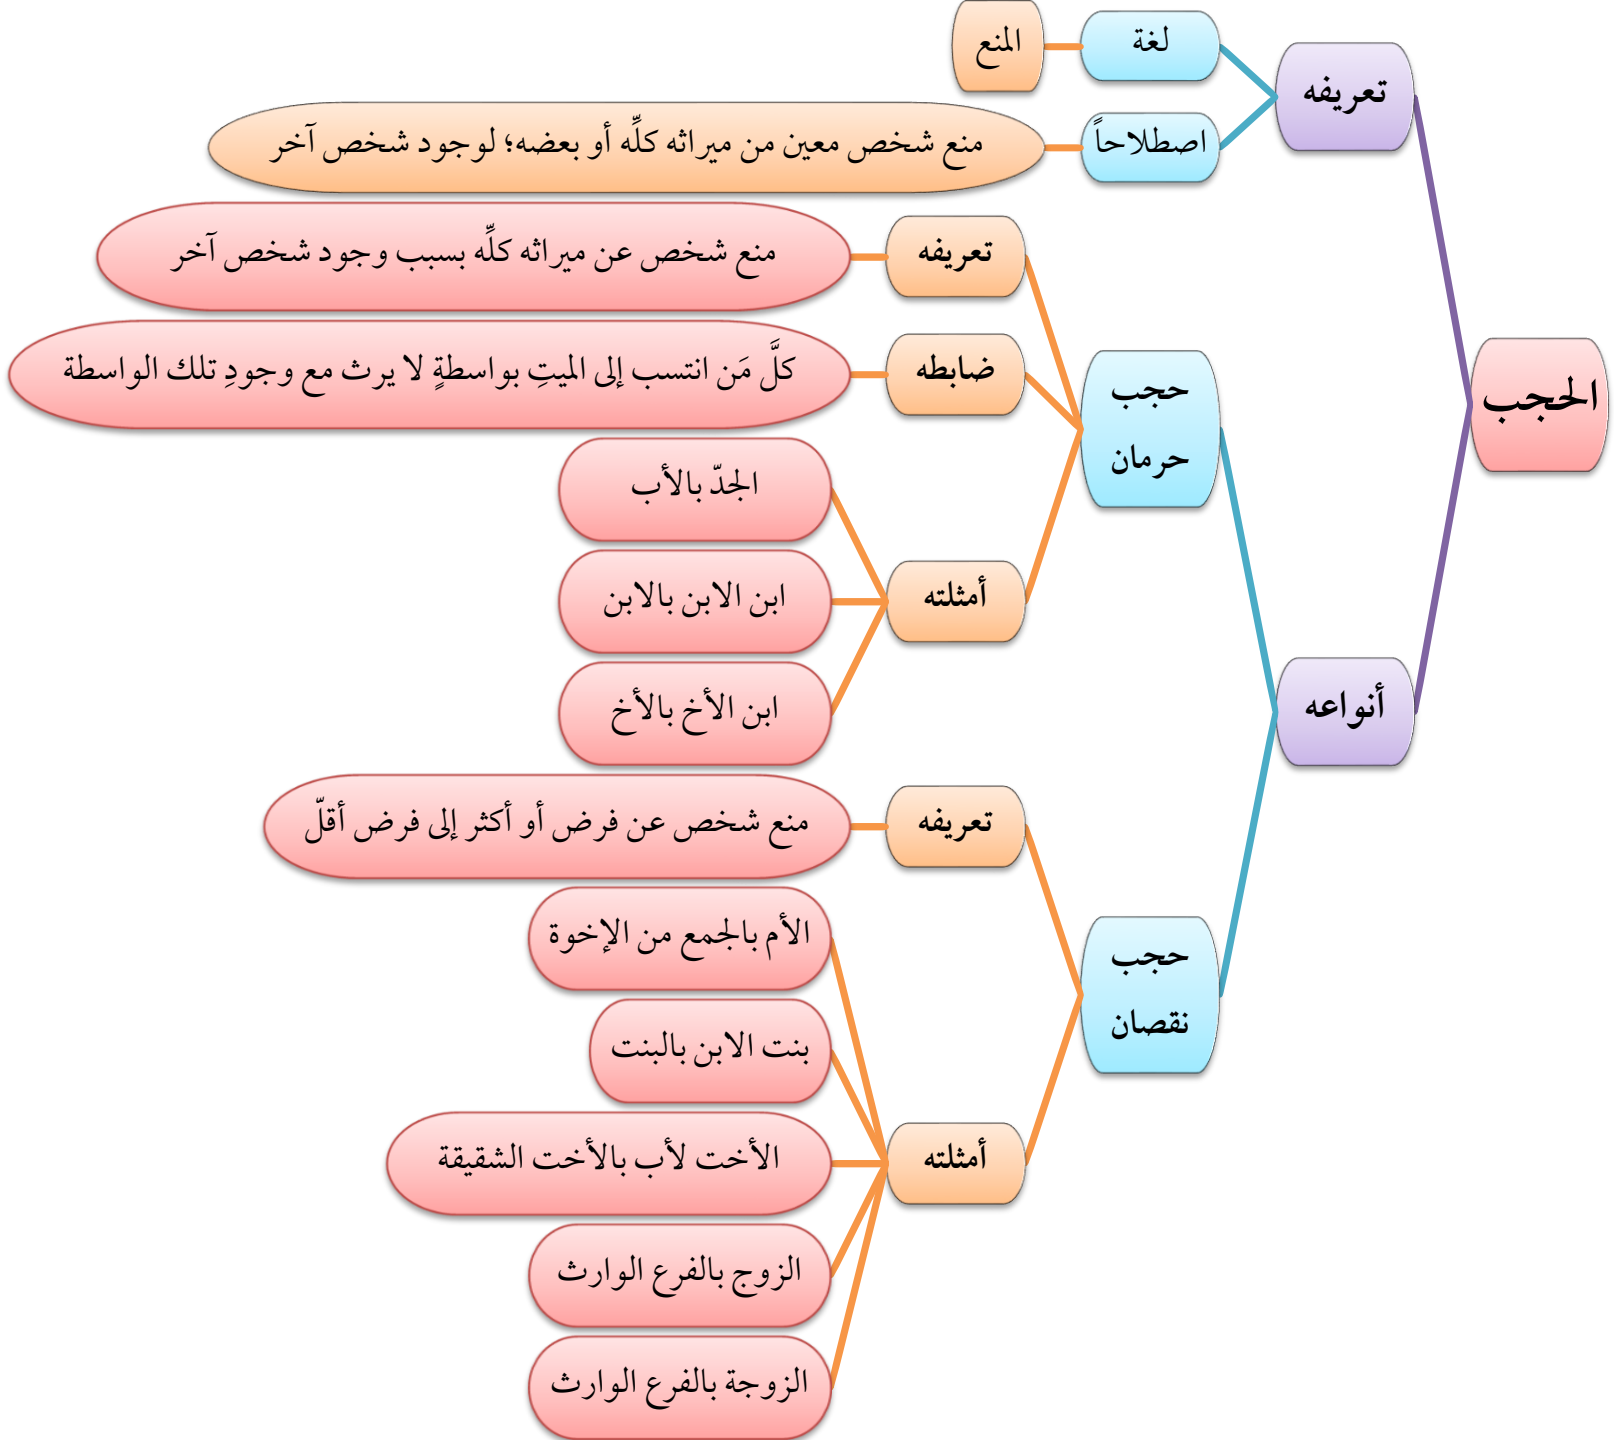 الحجب
تعريفه
لغة
المنع
اصطلاحاً
منع شخص معين من ميراثه كلِّه أو بعضه؛ لوجود شخص آخر
أنواعه
حجب
حرمان
تعريفه
منع شخص عن ميراثه كلِّه بسبب وجود شخص آخر
ضابطه
كلَّ مَن انتسب إلى الميتِ بواسطةٍ لا يرث مع وجودِ تلك الواسطة
أمثلته
الجدّ بالأب
ابن الابن بالابن
ابن الأخ بالأخ
حجب
نقصان
تعريفه
منع شخص عن فرض أو أكثر إلى فرض أقلّ
أمثلته
الأم بالجمع من الإخوة
بنت الابن بالبنت
الأخت لأب بالأخت الشقيقة
الزوج بالفرع الوارث
الزوجة بالفرع الوارث